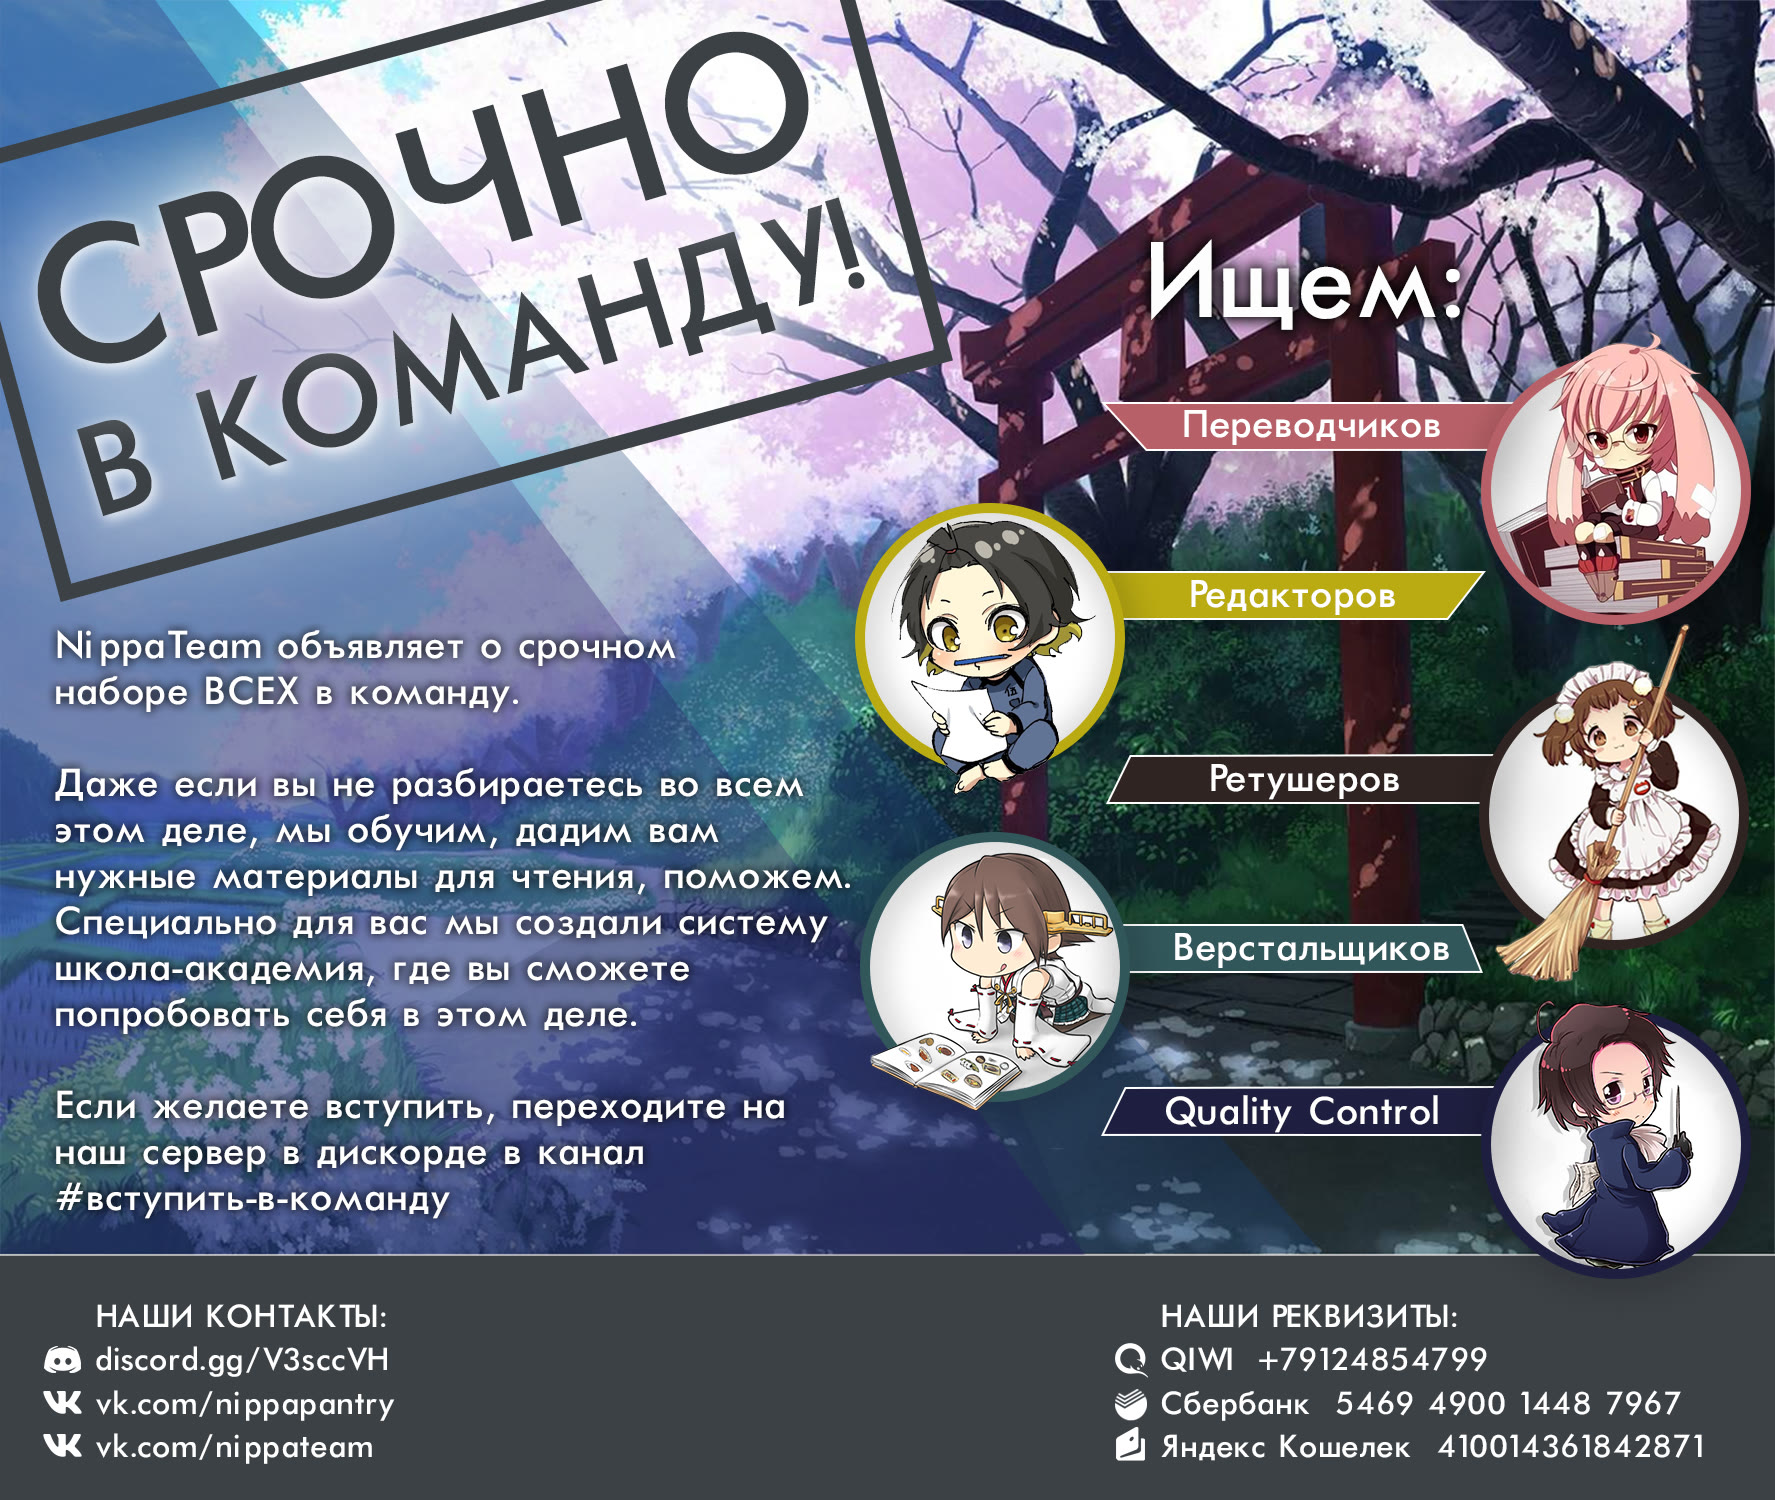 СРОЧНО
В КОМАНДУ!
NippaTeam объявляет о срочном
наборе ВСЕХ в команду.
Даже если вы не разбираетесь во всем
этом деле, мы обучим, дадим вам
нужные материалы для чтения, поможем.
Специально для вас мы создали систему
школа-академия, где вы сможете
попробовать себя в этом деле.
Если желаете вступить, переходите на
наш сервер в дискорде в канал
#вступить-в-команду
Ищем:
Переводчиков
Редакторов
Ретушеров
Верстальщиков
Quality Control
НАШИ КОНТАКТЫ:
discord.gg/V3sccVH
vk.com/nippapantry
vk.com/nippateam
НАШИ РЕКВИЗИТЫ:
QIWI +79124854799
Сбербанк 5469 4900 1448 7967
Яндекс Кошелек 410014361842871